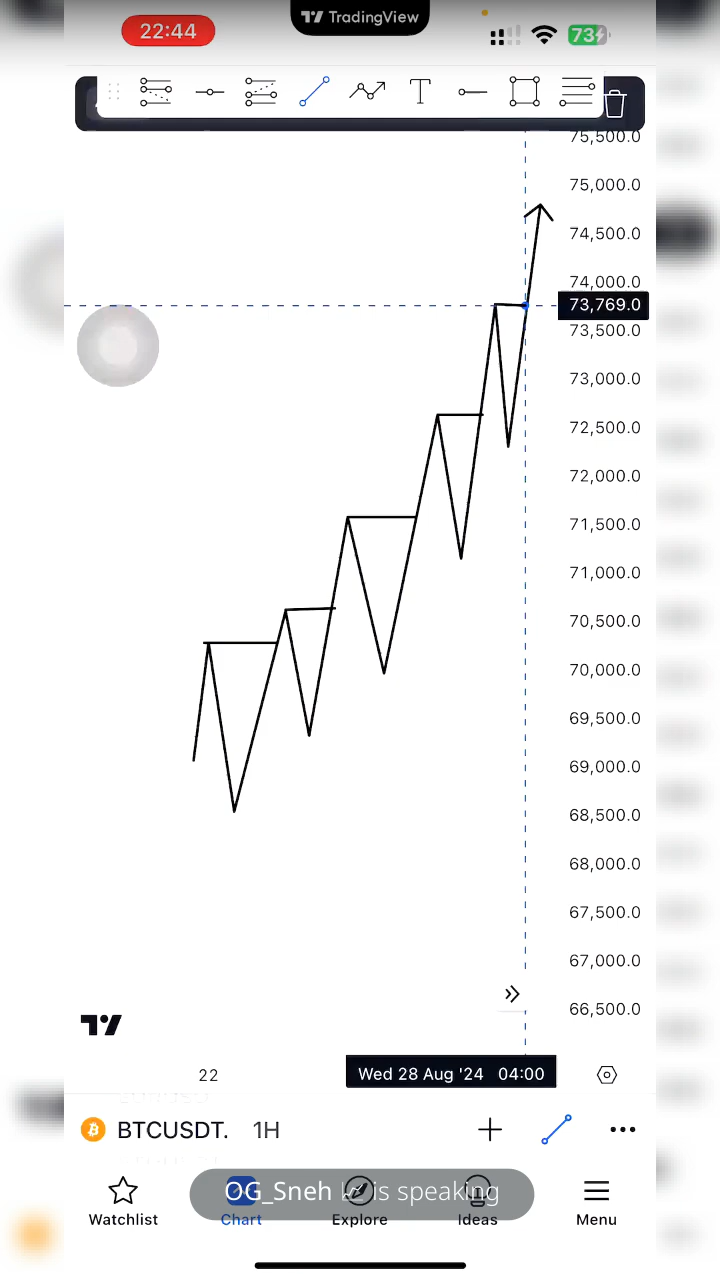 22:44
TradingView
73
T
75,500.0
75,000.0
74,500.0
74,000.0
73,769.0
73,500.0
73,000.0
72,500.0
72,000.0
71,500.0
71,000.0
70,500.0
70,000.0
69,500.0
69,000.0
68,500.0
68,000.0
67,500.0
67,000.0
66,500.0
22
Wed 28 Aug '24 04:00
BTCUSDT. 1H
OG_Sneh is speaking
Watchlist
Chart
Explore
Ideas
Menu